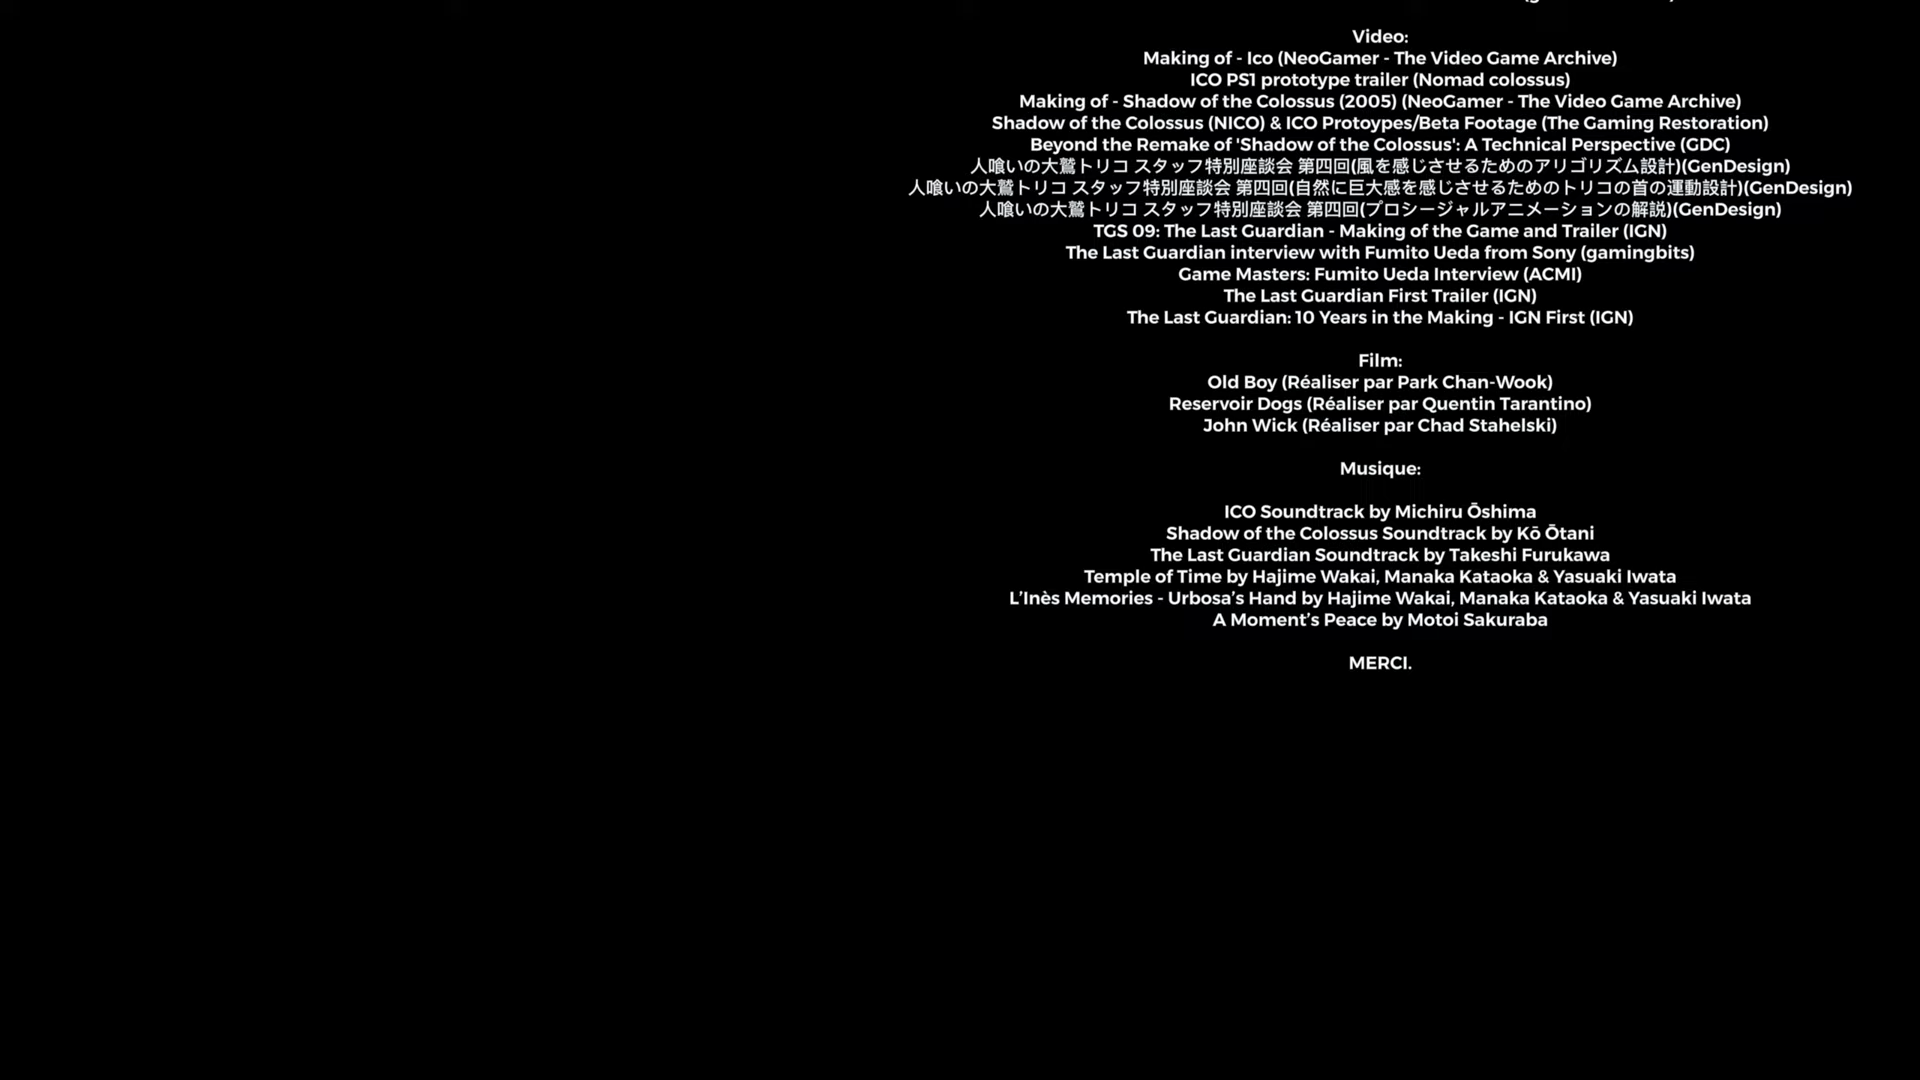 Video:
Making of - Ico (NeoGamer - The Video Game Archive)
ICO PS1 prototype trailer (Nomad colossus)
Making of - Shadow of the Colossus (2005) (NeoGamer - The Video Game Archive)
Shadow of the Colossus (NICO) & ICO Protoypes/Beta Footage (The Gaming Restoration)
Beyond the Remake of 'Shadow of the Colossus': A Technical Perspective (GDC)
人喰いの大鷲トリコ スタッフ特別座談会 第四回(風を感じさせるためのアリゴリズム設計)(GenDesign)
人喰いの大鷲トリコ スタッフ特別座談会 第四回(自然に巨大感を感じさせるためのトリコの首の運動設計)(GenDesign)
人喰いの大鷲トリコ スタッフ特別座談会 第四回(プロシージャルアニメーションの解説)(GenDesign)
TGS 09: The Last Guardian - Making of the Game and Trailer (IGN)
The Last Guardian interview with Fumito Ueda from Sony (gamingbits)
Game Masters: Fumito Ueda Interview (ACMI)
The Last Guardian First Trailer (IGN)
The Last Guardian: 10 Years in the Making - IGN First (IGN)
Film:
Old Boy (Réaliser par Park Chan-Wook)
Reservoir Dogs (Réaliser par Quentin Tarantino)
John Wick (Réaliser par Chad Stahelski)
Musique:
ICO Soundtrack by Michiru Ōshima
Shadow of the Colossus Soundtrack by Kō Ōtani
The Last Guardian Soundtrack by Takeshi Furukawa
Temple of Time by Hajime Wakai, Manaka Kataoka & Yasuaki Iwata
L’Inès Memories - Urbosa’s Hand by Hajime Wakai, Manaka Kataoka & Yasuaki Iwata
A Moment’s Peace by Motoi Sakuraba
MERCI.